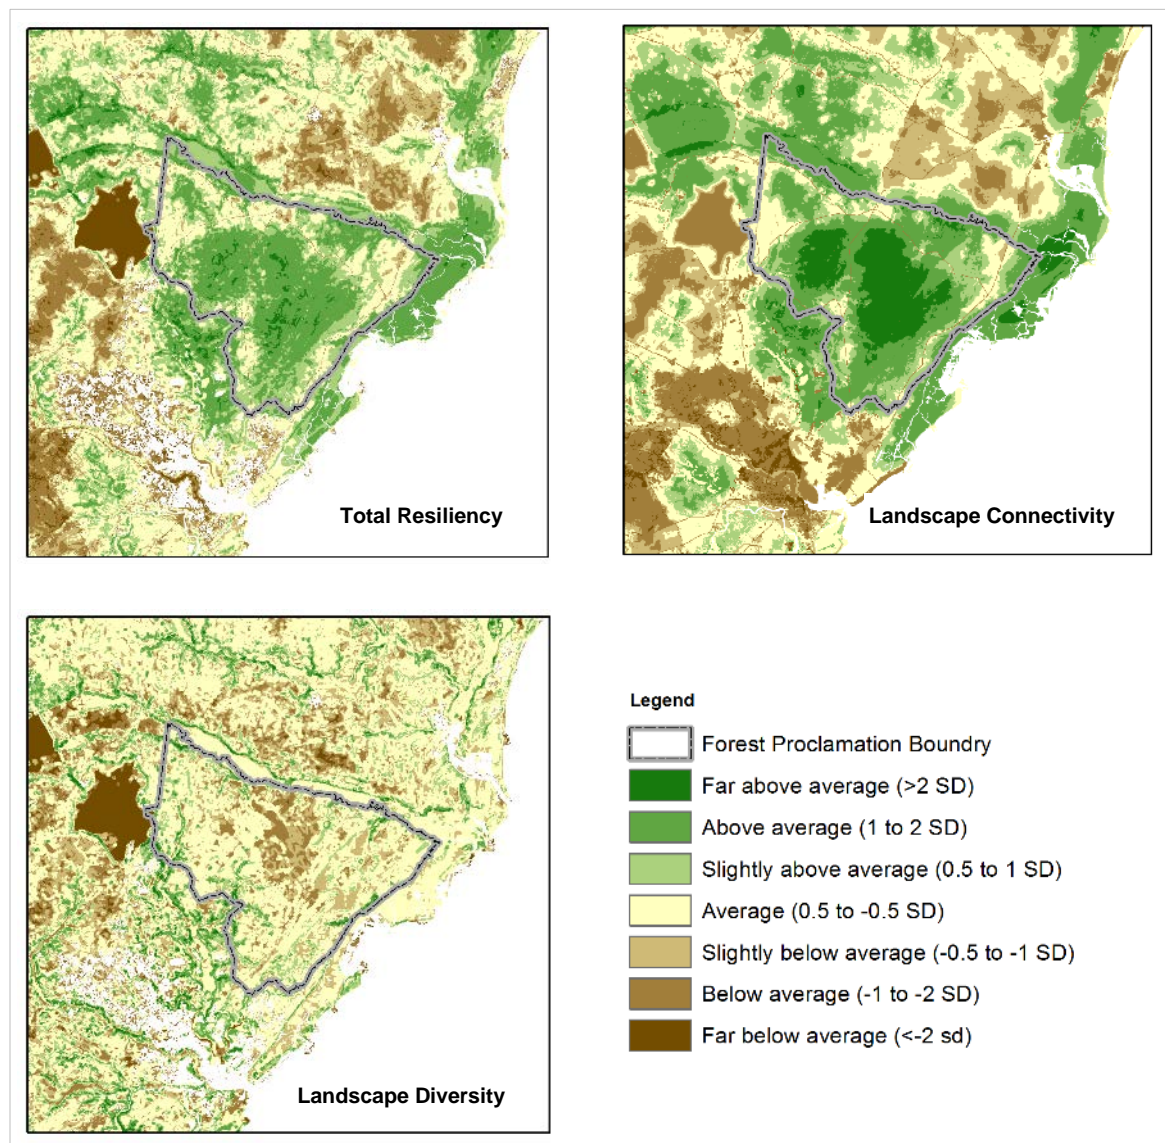 Total Resiliency
Landscape Connectivity
Landscape Diversity
Legend
Forest Proclamation Boundry
Far above average (>2 SD)
Above average (1 to 2 SD)
Slightly above average (0.5 to 1 SD)
Average (0.5 to -0.5 SD)
Slightly below average (-0.5 to -1 SD)
Below average (-1 to -2 SD)
Far below average (<-2 sd)